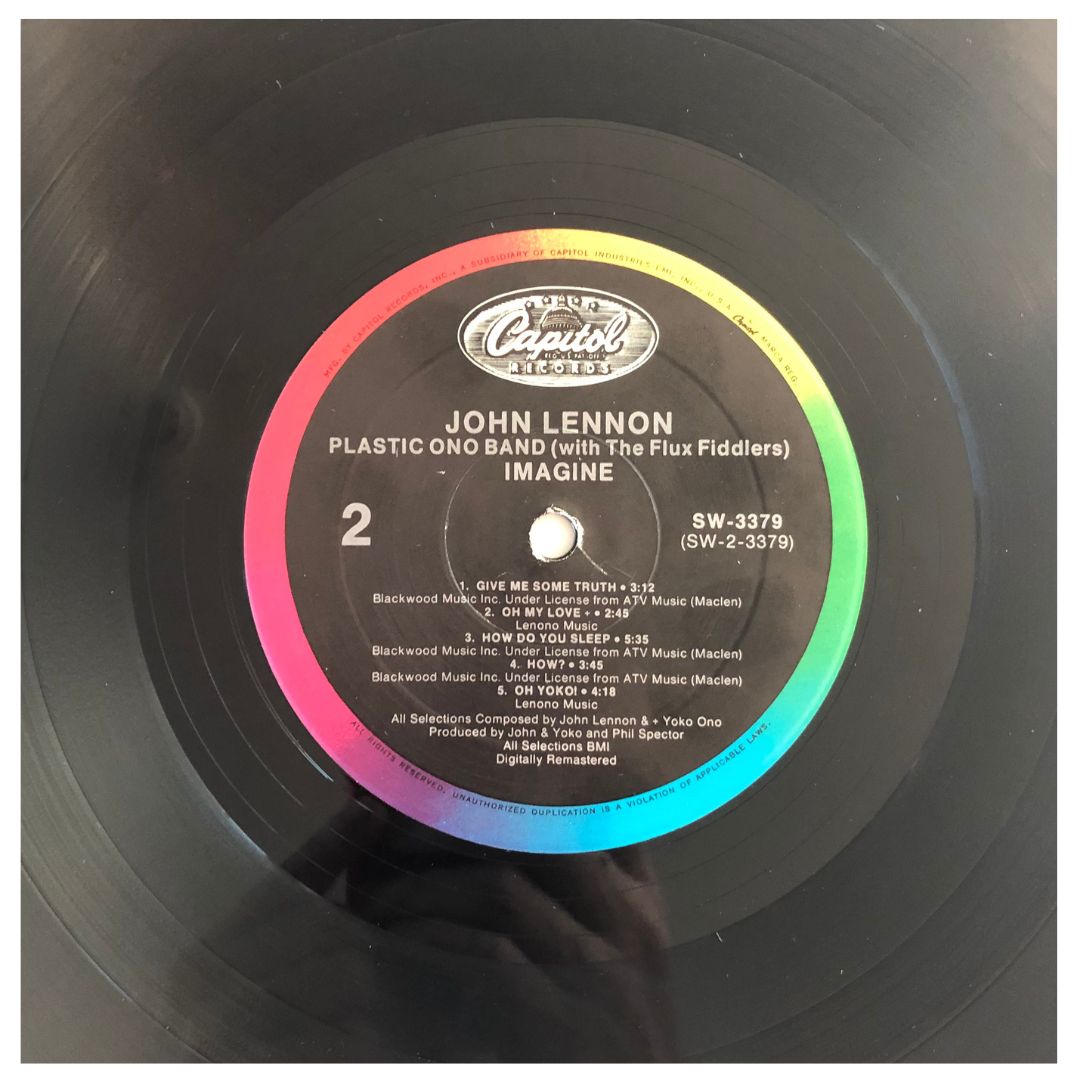 MFG. BY CAPITOL RECORDS, INC., A SUBSIDIARY OF CAPITOL INDUSTRIES-EMI, INC., U.S.A. Capitol MARCA REG.
Capitol
REG. U.S. PAT. OFF.
RECORDS
JOHN LENNON
PLASTIC ONO BAND (with The Flux Fiddlers)
IMAGINE
2
SW-3379
(SW-2-3379)
1. GIVE ME SOME TRUTH • 3:12
Blackwood Music Inc. Under License from ATV Music (Maclen)
2. OH MY LOVE + • 2:45
Lenono Music
3. HOW DO YOU SLEEP • 5:35
Blackwood Music Inc. Under License from ATV Music (Maclen)
4. HOW? • 3:45
Blackwood Music Inc. Under License from ATV Music (Maclen)
5. OH YOKO! • 4:18
Lenono Music
All Selections Composed by John Lennon & + Yoko Ono
Produced by John & Yoko and Phil Spector
All Selections BMI
Digitally Remastered
ALL RIGHTS RESERVED. UNAUTHORIZED DUPLICATION IS A VIOLATION OF APPLICABLE LAWS.